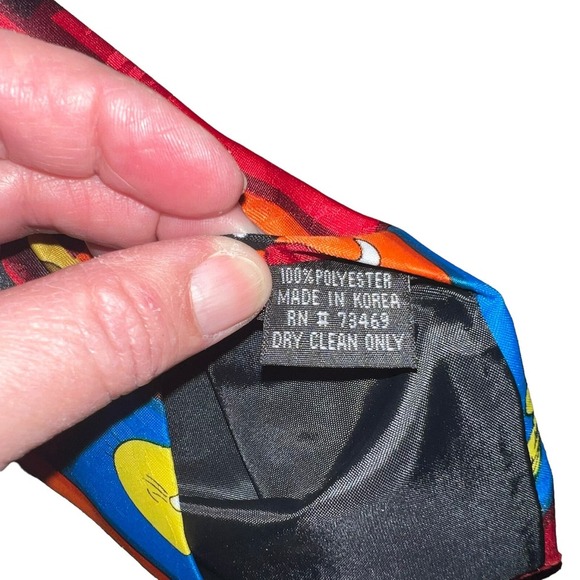 100% POLYESTER
MADE IN KOREA
RN # 73469
DRY CLEAN ONLY